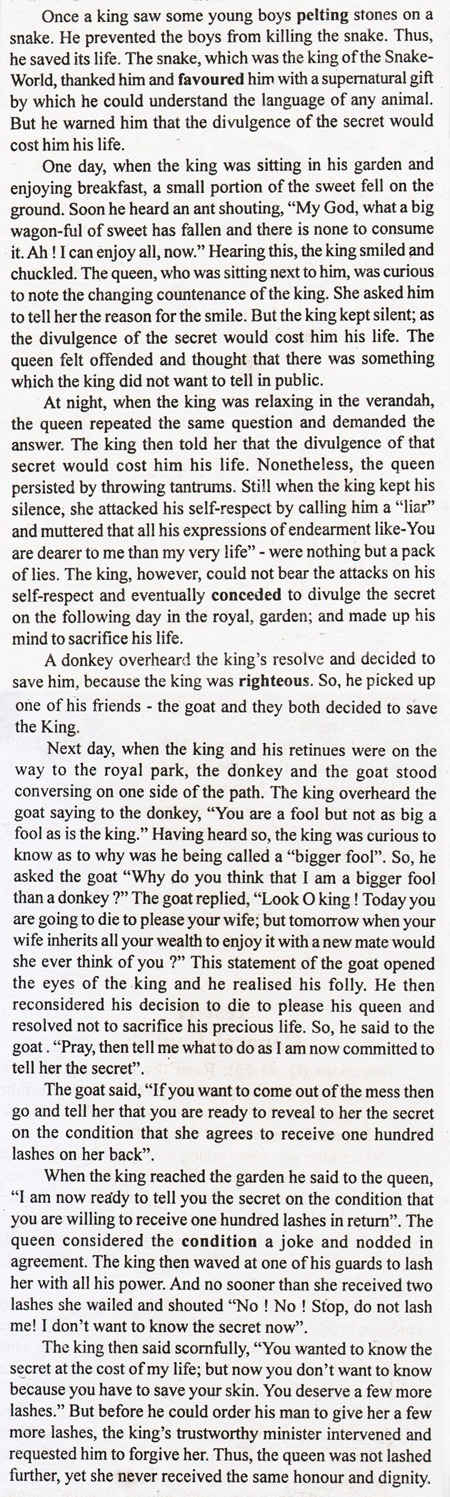 Once a king saw some young boys pelting stones on a
snake. He prevented the boys from killing the snake. Thus,
he saved its life. The snake, which was the king of the Snake-
World, thanked him and favoured him with a supernatural gift
by which he could understand the language of any animal.
But he warned him that the divulgence of the secret would
cost him his life.
One day, when the king was sitting in his garden and
enjoying breakfast, a small portion of the sweet fell on the
ground. Soon he heard an ant shouting, “My God, what a big
wagon-ful of sweet has fallen and there is none to consume
it. Ah ! I can enjoy all, now.” Hearing this, the king smiled and
chuckled. The queen, who was sitting next to him, was curious
to note the changing countenance of the king. She asked him
to tell her the reason for the smile. But the king kept silent; as
the divulgence of the secret would cost him his life. The
queen felt offended and thought that there was something
which the king did not want to tell in public.
At night, when the king was relaxing in the verandah,
the queen repeated the same question and demanded the
answer. The king then told her that the divulgence of that
secret would cost him his life. Nonetheless, the queen
persisted by throwing tantrums. Still when the king kept his
silence, she attacked his self-respect by calling him a “liar”
and muttered that all his expressions of endearment like-You
are dearer to me than my very life” - were nothing but a pack
of lies. The king, however, could not bear the attacks on his
self-respect and eventually conceded to divulge the secret
on the following day in the royal, garden; and made up his
mind to sacrifice his life.
A donkey overheard the king’s resolve and decided to
save him, because the king was righteous. So, he picked up
one of his friends - the goat and they both decided to save
the King.
Next day, when the king and his retinues were on the
way to the royal park, the donkey and the goat stood
conversing on one side of the path. The king overheard the
goat saying to the donkey, “You are a fool but not as big a
fool as is the king.” Having heard so, the king was curious to
know as to why was he being called a “bigger fool”. So, he
asked the goat “Why do you think that I am a bigger fool
than a donkey ?” The goat replied, “Look O king ! Today you
are going to die to please your wife; but tomorrow when your
wife inherits all your wealth to enjoy it with a new mate would
she ever think of you ?” This statement of the goat opened
the eyes of the king and he realised his folly. He then
reconsidered his decision to die to please his queen and
resolved not to sacrifice his precious life. So, he said to the
goat . “Pray, then tell me what to do as I am now committed to
tell her the secret”.
The goat said, “If you want to come out of the mess then
go and tell her that you are ready to reveal to her the secret
on the condition that she agrees to receive one hundred
lashes on her back”.
When the king reached the garden he said to the queen,
“I am now ready to tell you the secret on the condition that
you are willing to receive one hundred lashes in return”. The
queen considered the condition a joke and nodded in
agreement. The king then waved at one of his guards to lash
her with all his power. And no sooner than she received two
lashes she wailed and shouted “No ! No ! Stop, do not lash
me! I don’t want to know the secret now”.
The king then said scornfully, “You wanted to know the
secret at the cost of my life; but now you don’t want to know
because you have to save your skin. You deserve a few more
lashes.” But before he could order his man to give her a few
more lashes, the king’s trustworthy minister intervened and
requested him to forgive her. Thus, the queen was not lashed
further, yet she never received the same honour and dignity.